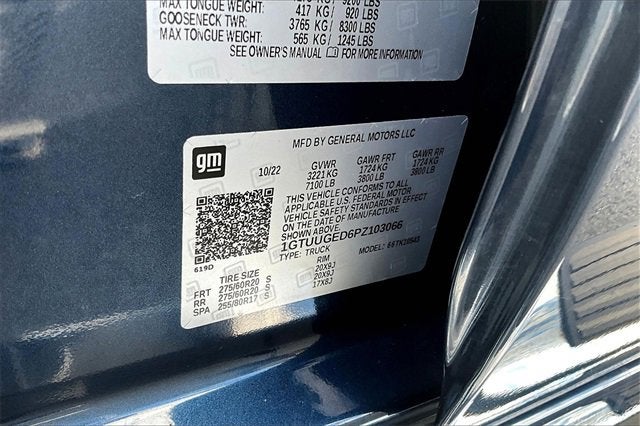 MAX TONGUE WEIGHT: 417 KG / 920 LBS
GOOSENECK TWR: 3765 KG / 8300 LBS
MAX TONGUE WEIGHT: 565 KG / 1245 LBS
SEE OWNER'S MANUAL FOR MORE INFORMATION
MFD BY GENERAL MOTORS LLC
gm
10/22 GVWR GAWR FRT GAWR RR
3221 KG 1724 KG 1724 KG
7100 LB 3800 LB 3800 LB
THIS VEHICLE CONFORMS TO ALL APPLICABLE
U.S. FEDERAL MOTOR VEHICLE SAFETY STANDARDS
IN EFFECT ON THE DATE OF MANUFACTURE
SHOWN ABOVE.
1GTUUGED6PZ103066
TYPE: TRUCK MODEL: 66TK10543
619D
TIRE SIZE RIM
FRT 275/60R20 S 20X9J
RR 275/60R20 S 20X9J
SPA 255/80R17 S 17X8J